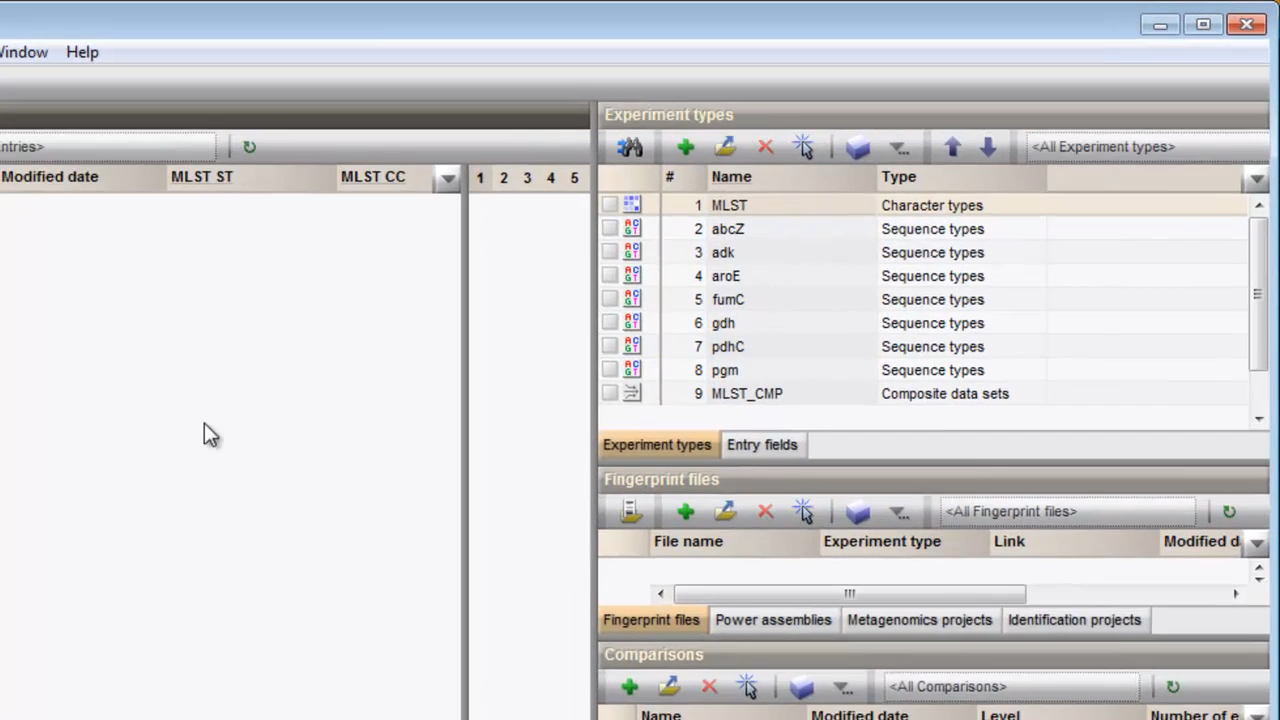 Window Help
Experiment types
ntries>
<All Experiment types>
Modified date MLST ST MLST CC 1 2 3 4 5
# Name Type
1 MLST Character types
2 abcZ Sequence types
3 adk Sequence types
4 aroE Sequence types
5 fumC Sequence types
6 gdh Sequence types
7 pdhC Sequence types
8 pgm Sequence types
9 MLST_CMP Composite data sets
Experiment types Entry fields
Fingerprint files
<All Fingerprint files>
File name Experiment type Link Modified d
Fingerprint files Power assemblies Metagenomics projects Identification projects
Comparisons
<All Comparisons>
Name Modified date Level Number of e